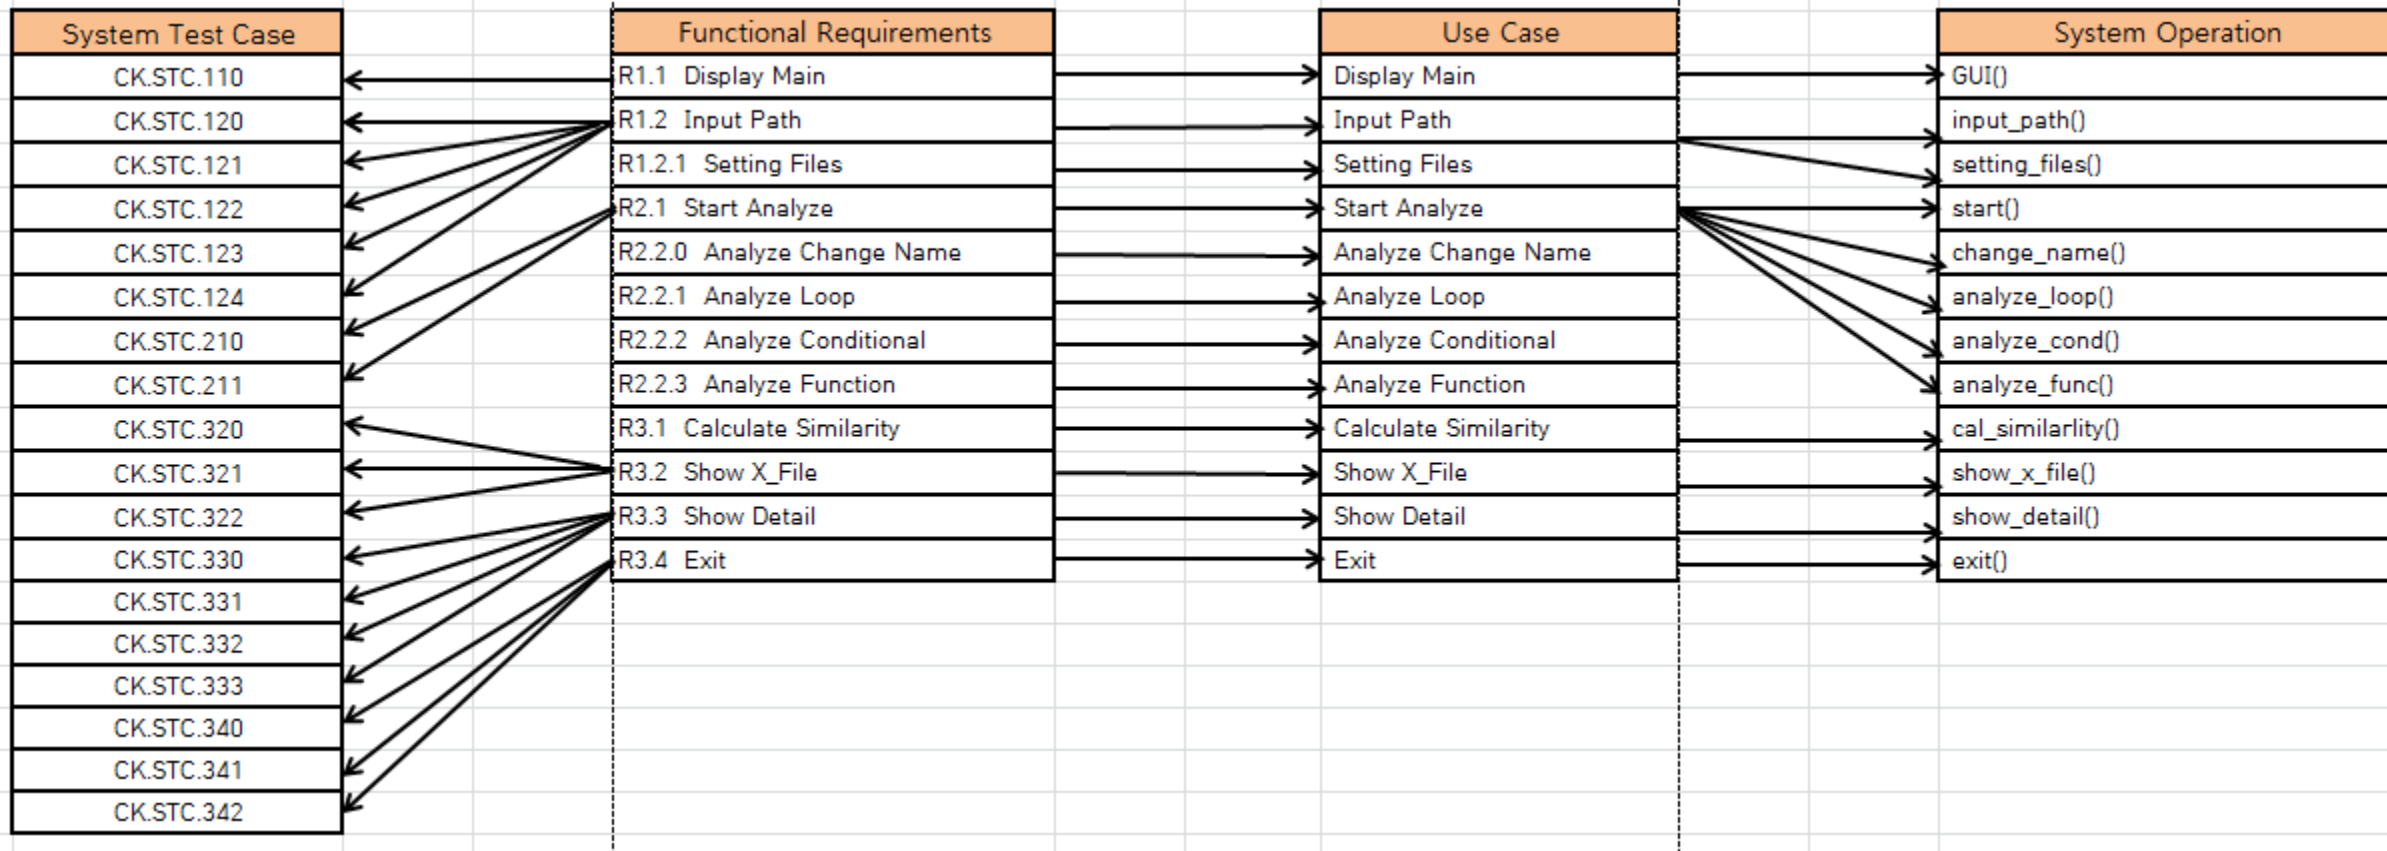 System Test Case
CK.STC.110
CK.STC.120
CK.STC.121
CK.STC.122
CK.STC.123
CK.STC.124
CK.STC.210
CK.STC.211
CK.STC.320
CK.STC.321
CK.STC.322
CK.STC.330
CK.STC.331
CK.STC.332
CK.STC.333
CK.STC.340
CK.STC.341
CK.STC.342
Functional Requirements
R1.1 Display Main
R1.2 Input Path
R1.2.1 Setting Files
R2.1 Start Analyze
R2.2.0 Analyze Change Name
R2.2.1 Analyze Loop
R2.2.2 Analyze Conditional
R2.2.3 Analyze Function
R3.1 Calculate Similarity
R3.2 Show X_File
R3.3 Show Detail
R3.4 Exit
Use Case
Display Main
Input Path
Setting Files
Start Analyze
Analyze Change Name
Analyze Loop
Analyze Conditional
Analyze Function
Calculate Similarity
Show X_File
Show Detail
Exit
System Operation
GUI()
input_path()
setting_files()
start()
change_name()
analyze_loop()
analyze_cond()
analyze_func()
cal_similarlity()
show_x_file()
show_detail()
exit()